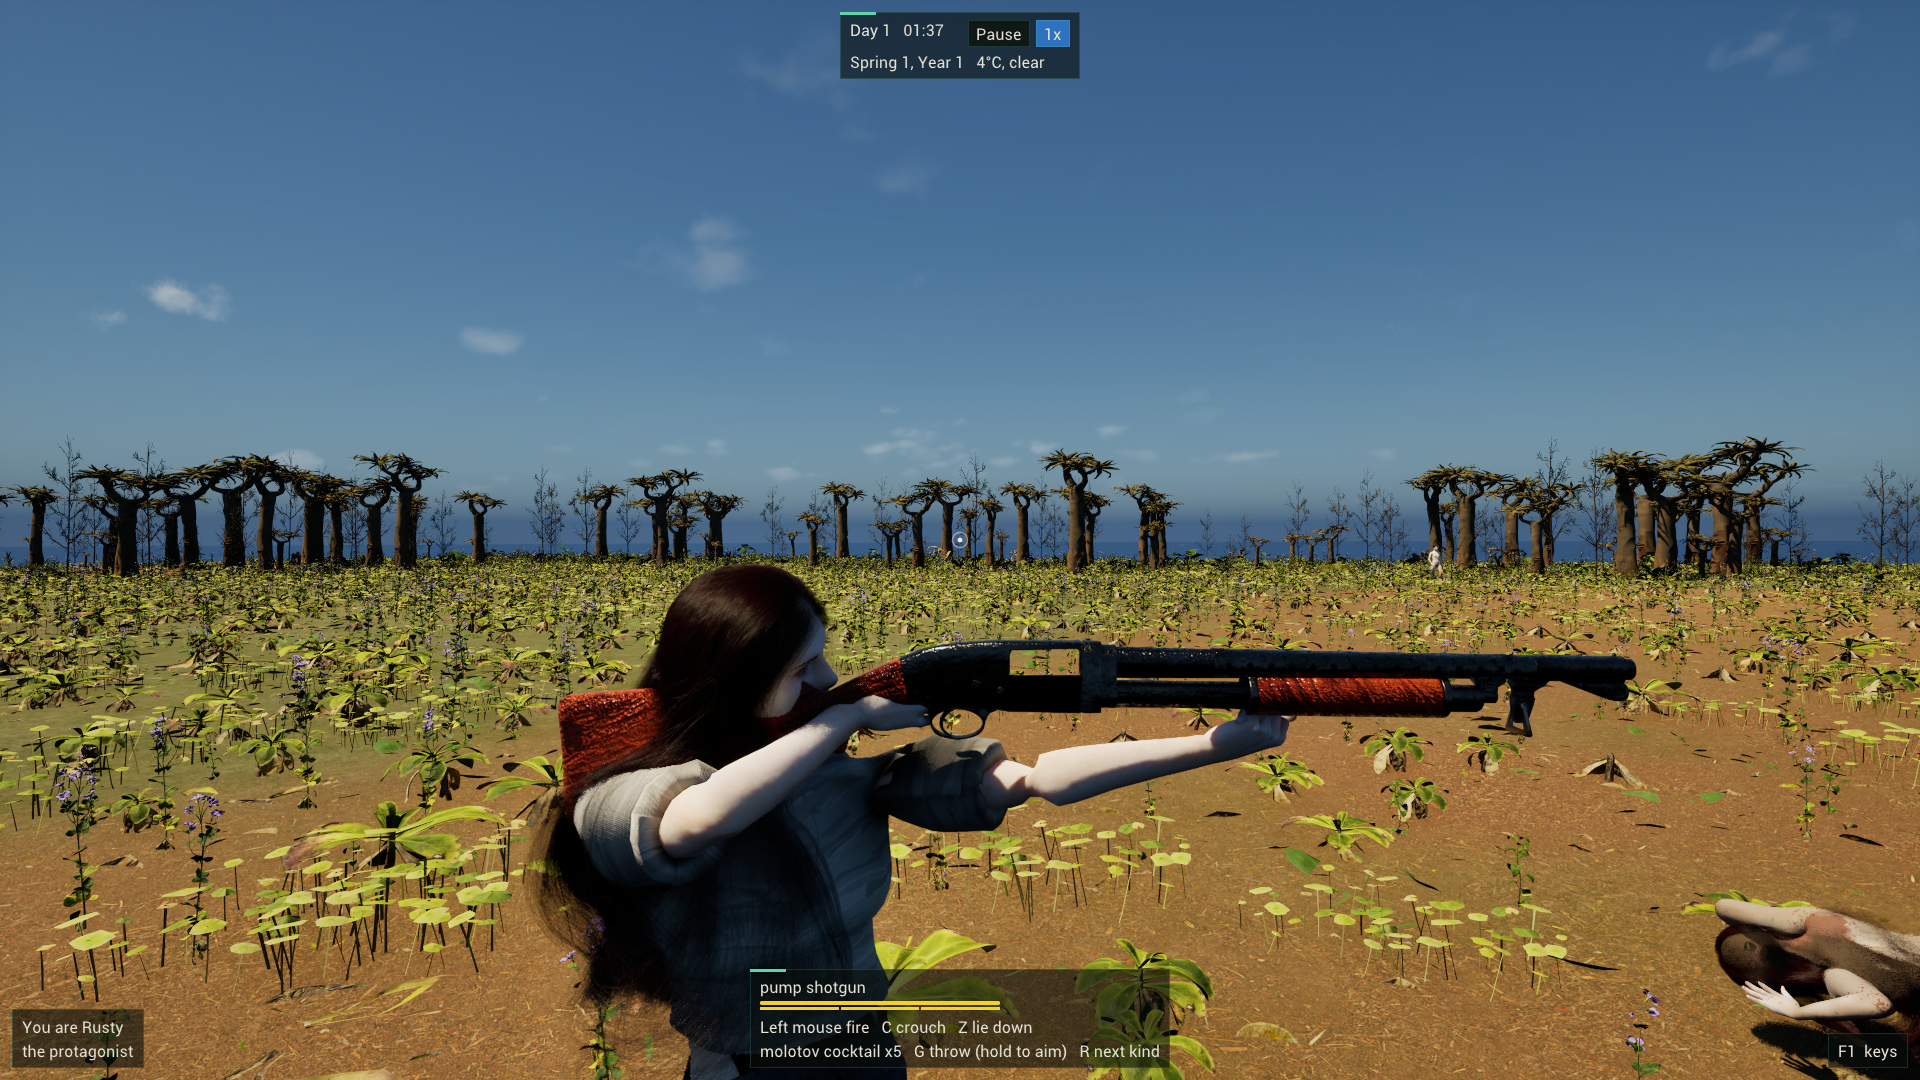 Day 1 01:37 Pause 1x
Spring 1, Year 1 4°C, clear
pump shotgun
Left mouse fire C crouch Z lie down
molotov cocktail x5 G throw (hold to aim) R next kind
You are Rusty
the protagonist
F1 keys